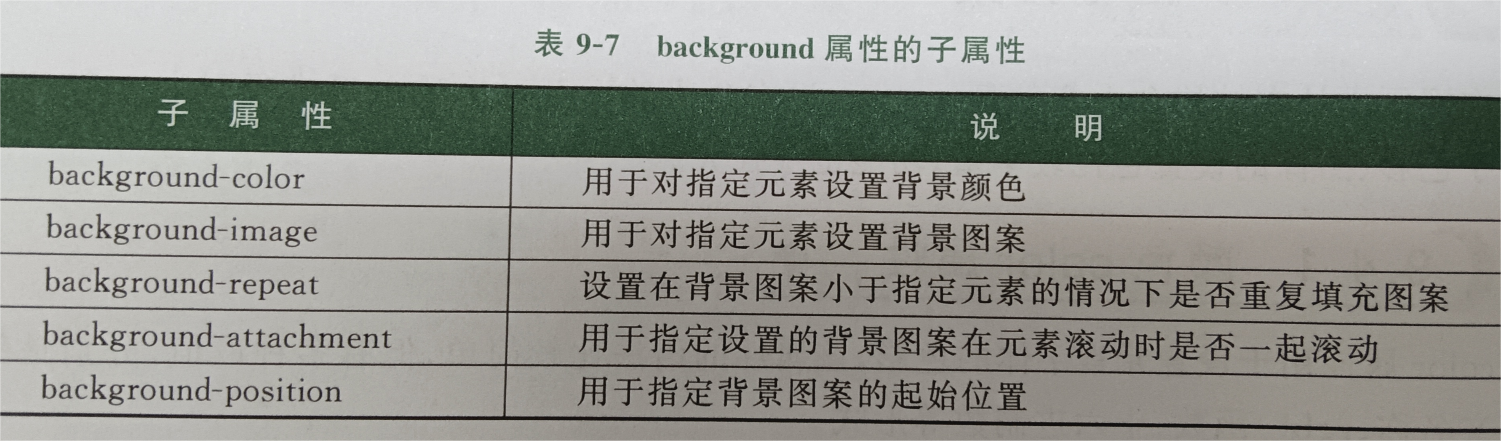 表 9-7 background 属性的子属性
子 属 性 说 明
background-color 用于对指定元素设置背景颜色
background-image 用于对指定元素设置背景图案
background-repeat 设置在背景图案小于指定元素的情况下是否重复填充图案
background-attachment 用于指定设置的背景图案在元素滚动时是否一起滚动
background-position 用于指定背景图案的起始位置